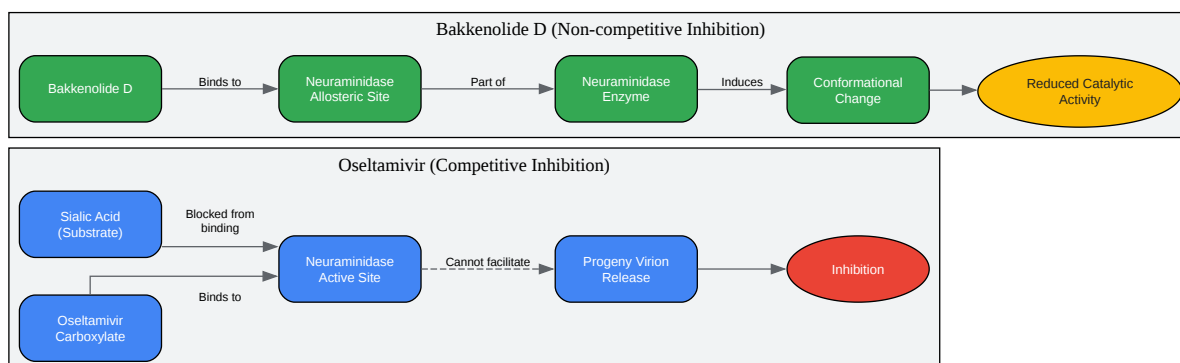 Bakkenolide D (Non-competitive Inhibition)
Bakkenolide D
Binds to
Neuraminidase
Allosteric Site
Part of
Neuraminidase
Enzyme
Induces
Conformational
Change
Reduced Catalytic
Activity
Oseltamivir (Competitive Inhibition)
Sialic Acid
(Substrate)
Blocked from
binding
Oseltamivir
Carboxylate
Binds to
Neuraminidase
Active Site
Cannot facilitate
Progeny Virion
Release
Inhibition